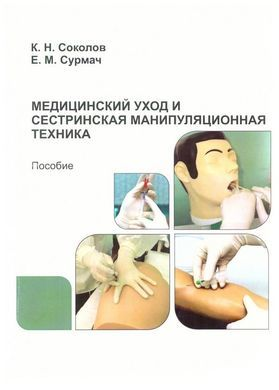 К. Н. Соколов
Е. М. Сурмач
МЕДИЦИНСКИЙ УХОД И
СЕСТРИНСКАЯ МАНИПУЛЯЦИОННАЯ
ТЕХНИКА
Пособие